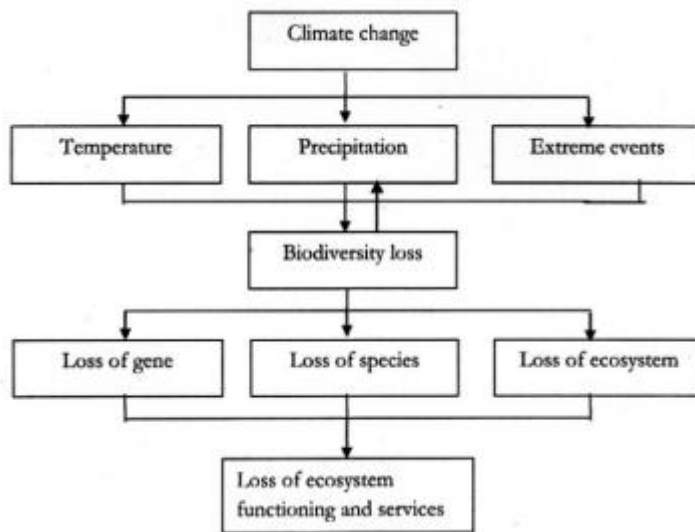 Climate change
Temperature
Precipitation
Extreme events
Biodiversity loss
Loss of gene
Loss of species
Loss of ecosystem
Loss of ecosystem
functioning and services